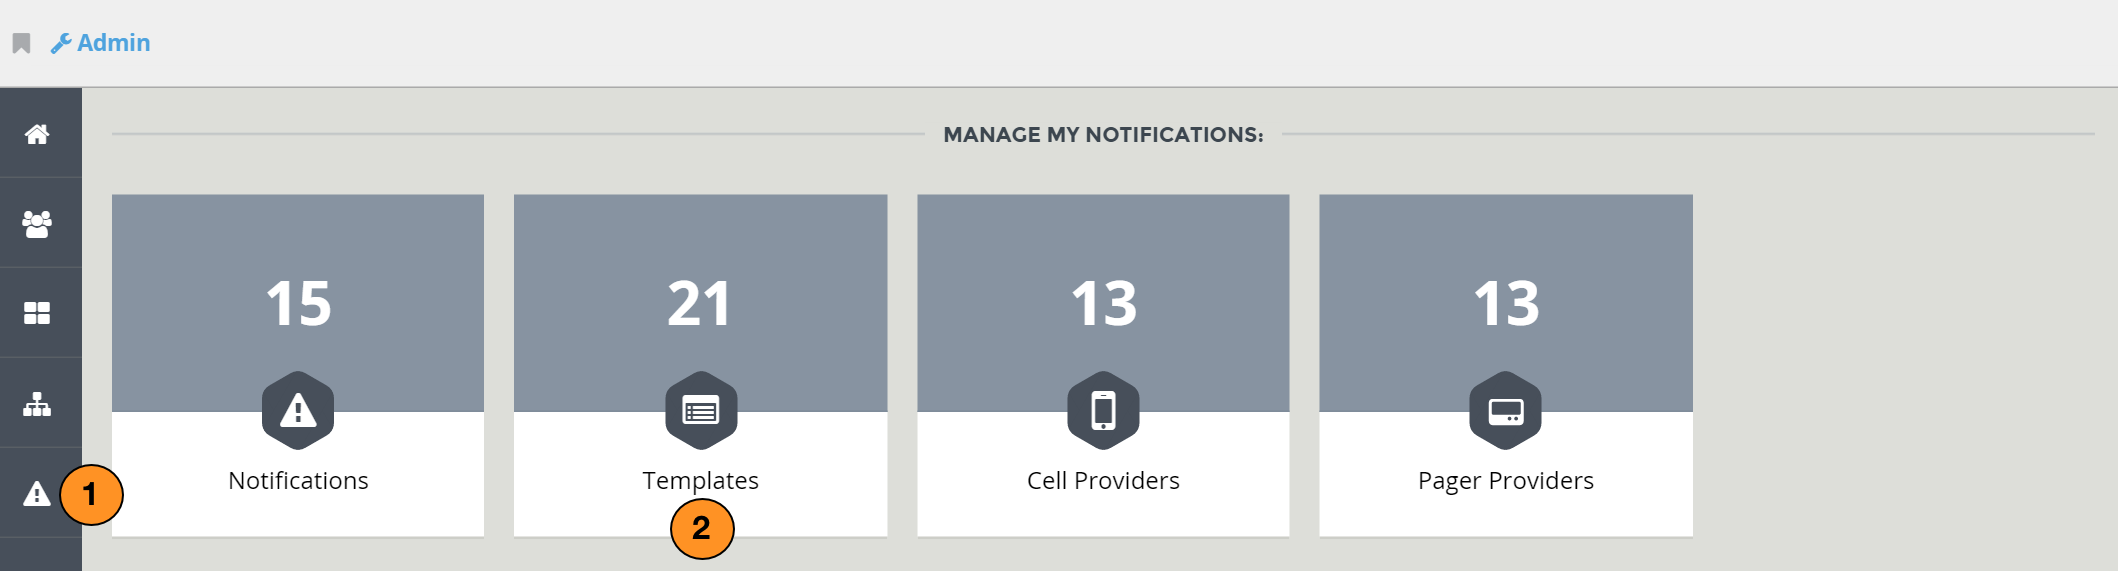 Admin
MANAGE MY NOTIFICATIONS:
15
21
13
13
Notifications
Templates
Cell Providers
Pager Providers
1
2